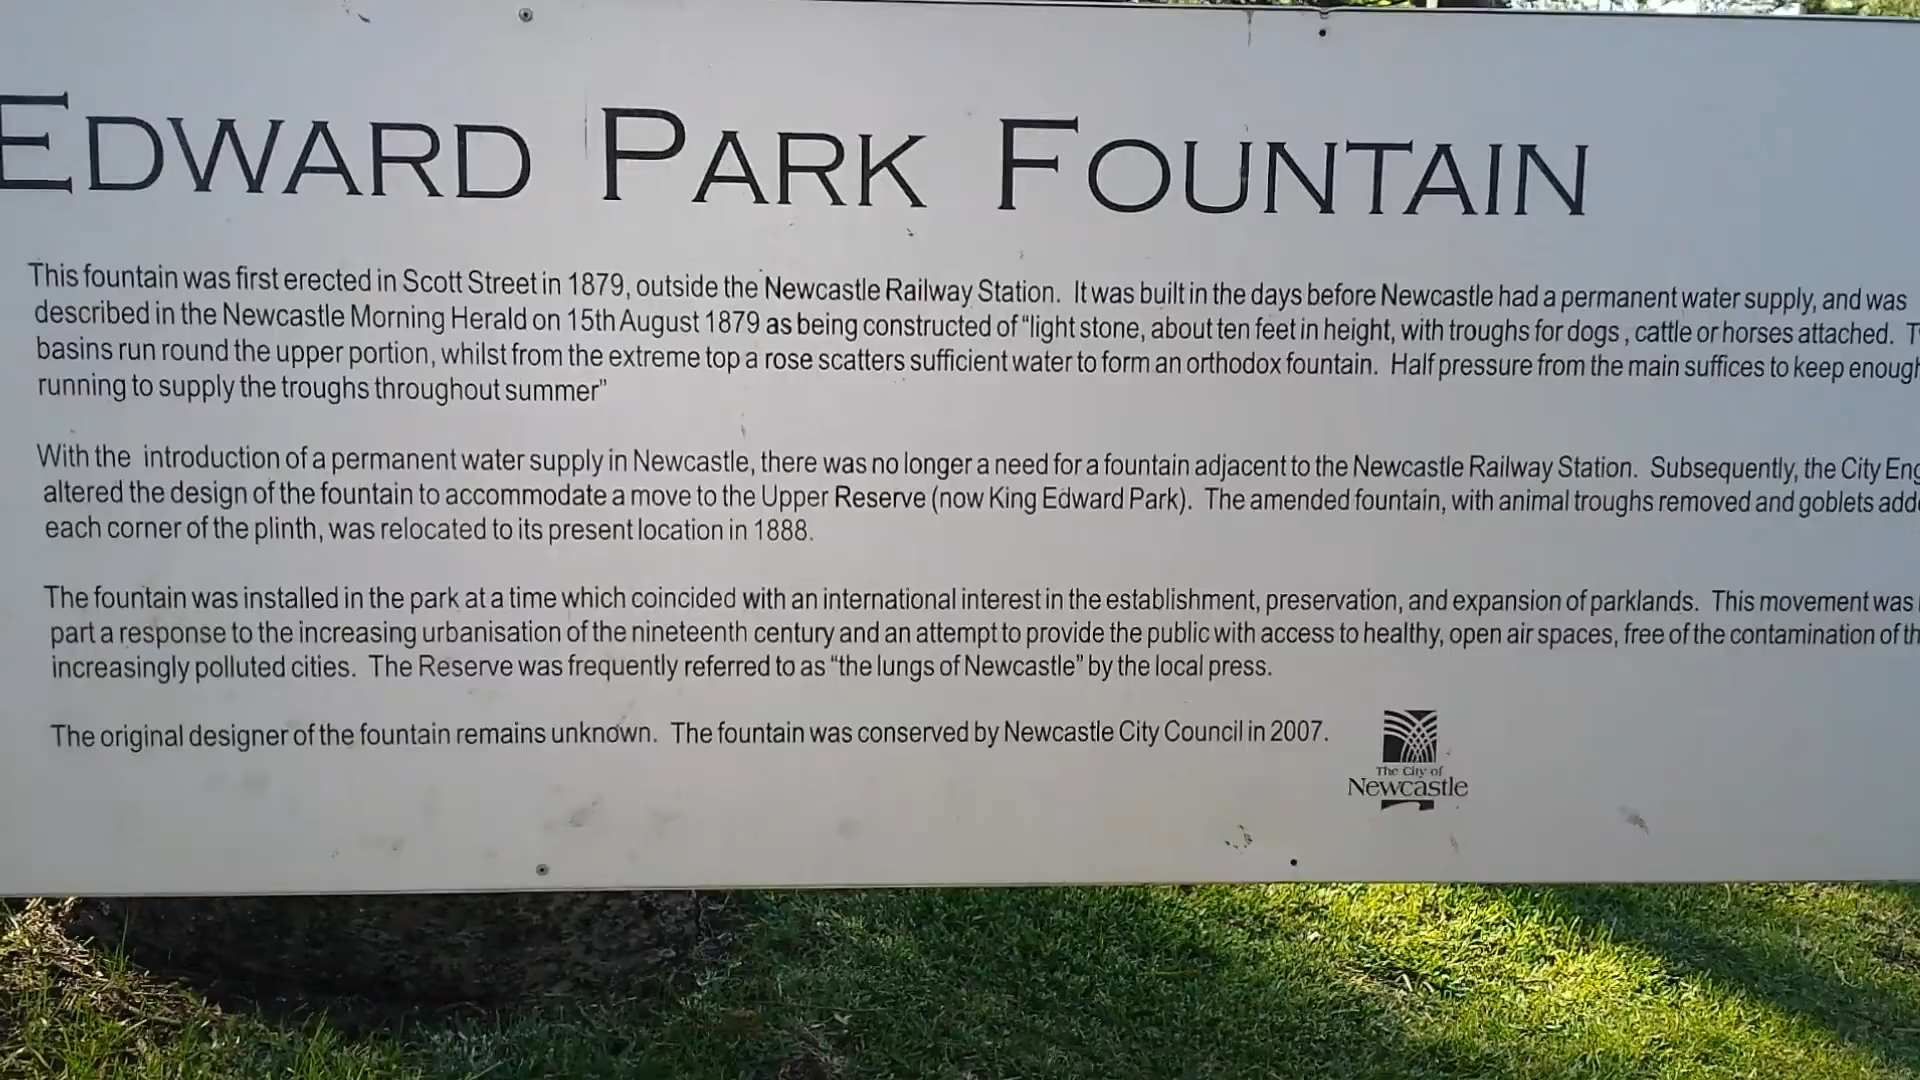 EDWARD PARK FOUNTAIN
This fountain was first erected in Scott Street in 1879, outside the Newcastle Railway Station. It was built in the days before Newcastle had a permanent water supply, and was
described in the Newcastle Morning Herald on 15th August 1879 as being constructed of “light stone, about ten feet in height, with troughs for dogs , cattle or horses attached.
basins run round the upper portion, whilst from the extreme top a rose scatters sufficient water to form an orthodox fountain. Half pressure from the main suffices to keep enough
running to supply the troughs throughout summer”
With the introduction of a permanent water supply in Newcastle, there was no longer a need for a fountain adjacent to the Newcastle Railway Station. Subsequently, the City
altered the design of the fountain to accommodate a move to the Upper Reserve (now King Edward Park). The amended fountain, with animal troughs removed and goblets
each corner of the plinth, was relocated to its present location in 1888.
The fountain was installed in the park at a time which coincided with an international interest in the establishment, preservation, and expansion of parklands. This movement was
part a response to the increasing urbanisation of the nineteenth century and an attempt to provide the public with access to healthy, open air spaces, free of the contamination of
increasingly polluted cities. The Reserve was frequently referred to as “the lungs of Newcastle” by the local press.
The original designer of the fountain remains unknown. The fountain was conserved by Newcastle City Council in 2007.
The City of
Newcastle